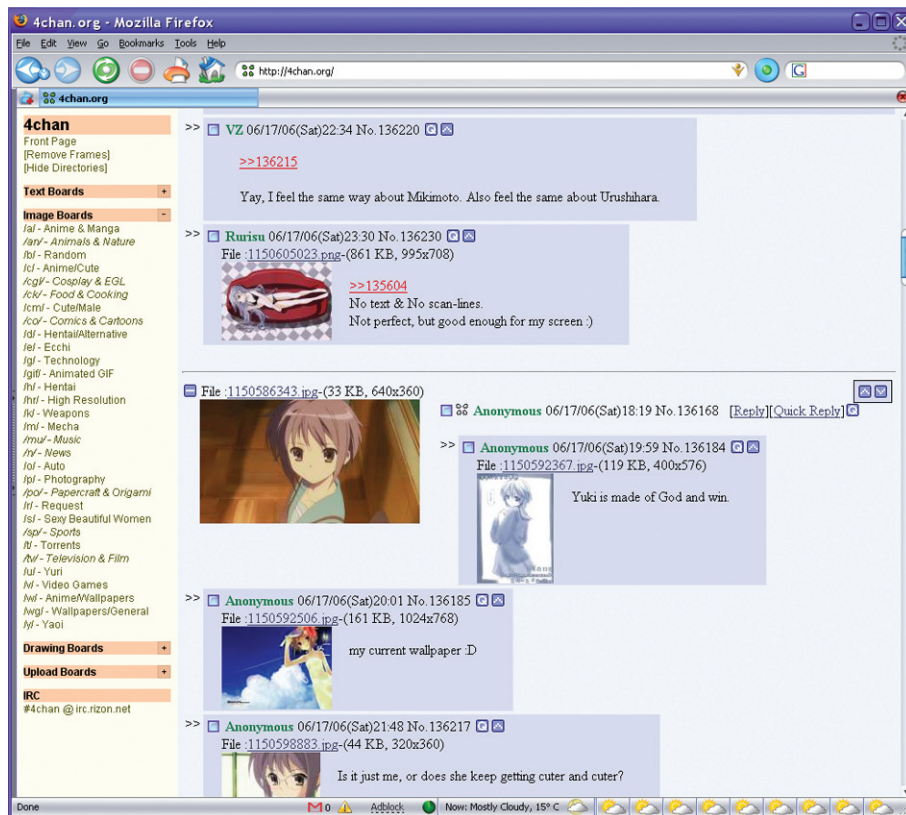 4chan.org - Mozilla Firefox
File Edit View Go Bookmarks Tools Help
http://4chan.org/
G
4chan.org
4chan
Front Page
[Remove Frames]
[Hide Directories]
Text Boards +
Image Boards -
/a/ - Anime & Manga
/an/ - Animals & Nature
/b/ - Random
/c/ - Anime/Cute
/cgl/ - Cosplay & EGL
/ck/ - Food & Cooking
/cm/ - Cute/Male
/co/ - Comics & Cartoons
/d/ - Hentai/Alternative
/e/ - Ecchi
/g/ - Technology
/gif/ - Animated GIF
/h/ - Hentai
/hr/ - High Resolution
/k/ - Weapons
/m/ - Mecha
/mu/ - Music
/n/ - News
/o/ - Auto
/p/ - Photography
/po/ - Papercraft & Origami
/r/ - Request
/s/ - Sexy Beautiful Women
/sp/ - Sports
/t/ - Torrents
/tv/ - Television & Film
/u/ - Yuri
/v/ - Video Games
/w/ - Anime/Wallpapers
/wg/ - Wallpapers/General
/y/ - Yaoi
Drawing Boards +
Upload Boards +
IRC
#4chan @ irc.rizon.net
>> VZ 06/17/06(Sat)22:34 No.136220
>>136215
Yay, I feel the same way about Mikimoto. Also feel the same about Urushihara.
>> Rurisu 06/17/06(Sat)23:30 No.136230
File :1150605023.png-(861 KB, 995x708)
>>135604
No text & No scan-lines.
Not perfect, but good enough for my screen :)
File :1150586343.jpg-(33 KB, 640x360)
Anonymous 06/17/06(Sat)18:19 No.136168 [Reply][Quick Reply]
>> Anonymous 06/17/06(Sat)19:59 No.136184
File :1150592367.jpg-(119 KB, 400x576)
Yuki is made of God and win.
>> Anonymous 06/17/06(Sat)20:01 No.136185
File :1150592506.jpg-(161 KB, 1024x768)
my current wallpaper :D
>> Anonymous 06/17/06(Sat)21:48 No.136217
File :1150598883.jpg-(44 KB, 320x360)
Is it just me, or does she keep getting cuter and cuter?
Done 0 Adblock Now: Mostly Cloudy, 15° C